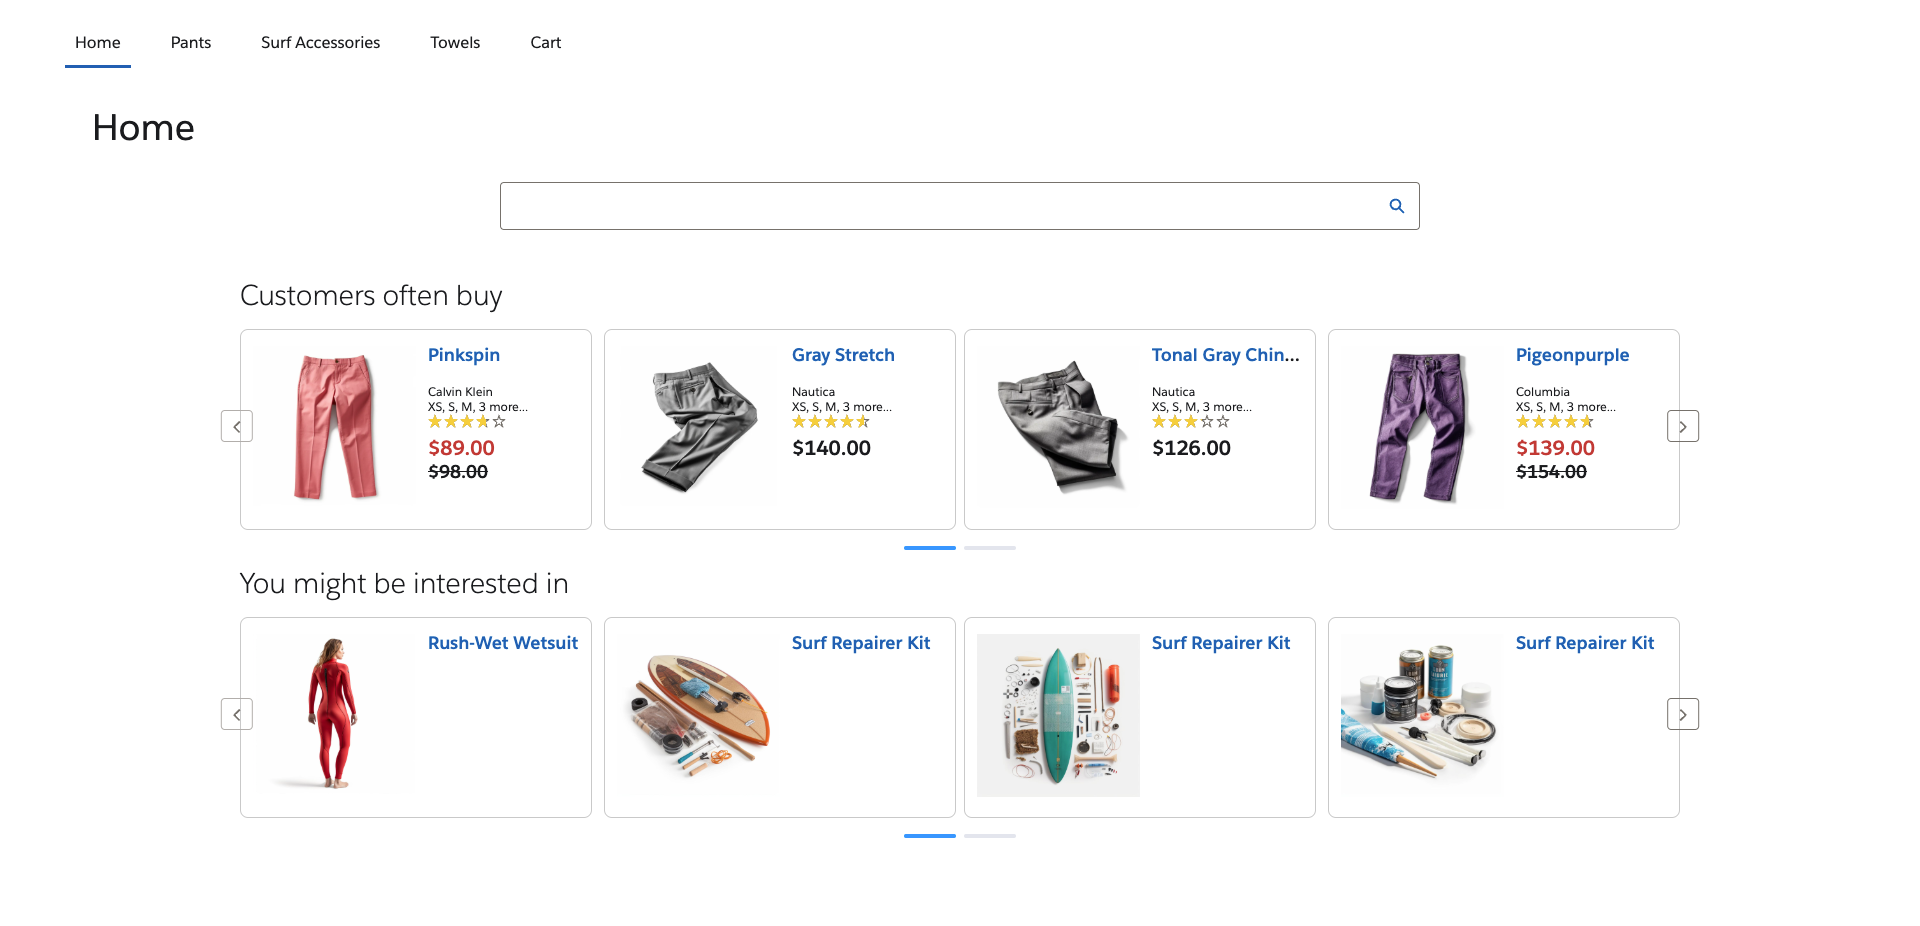 Home
Pants
Surf Accessories
Towels
Cart
Home
Customers often buy
Pinkspin
Calvin Klein
XS, S, M, 3 more...
$89.00
$98.00
Gray Stretch
Nautica
XS, S, M, 3 more...
$140.00
Tonal Gray Chin...
Nautica
XS, S, M, 3 more...
$126.00
Pigeonpurple
Columbia
XS, S, M, 3 more...
$139.00
$154.00
You might be interested in
Rush-Wet Wetsuit
Surf Repairer Kit
Surf Repairer Kit
Surf Repairer Kit